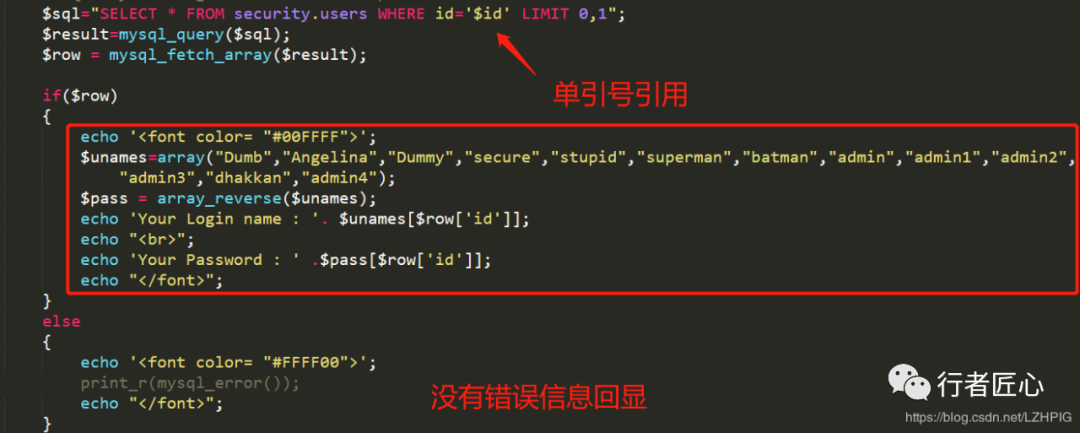 $sql="SELECT * FROM security.users WHERE id='$id' LIMIT 0,1";
$result=mysql_query($sql);
$row = mysql_fetch_array($result);
单引号引用
if($row)
{
echo '<font color= "#00FFFF">';
$unames=array("Dumb","Angelina","Dummy","secure","stupid","superman","batman","admin","admin1","admin2",
"admin3","dhakkan","admin4");
$pass = array_reverse($unames);
echo 'Your Login name : '. $unames[$row['id']];
echo "<br>";
echo 'Your Password : ' .$pass[$row['id']];
echo "</font>";
}
else
{
echo '<font color= "#FFFF00">';
print_r(mysql_error());
echo "</font>";
}
没有错误信息回显
行者匠心
https://blog.csdn.net/LZHPIG